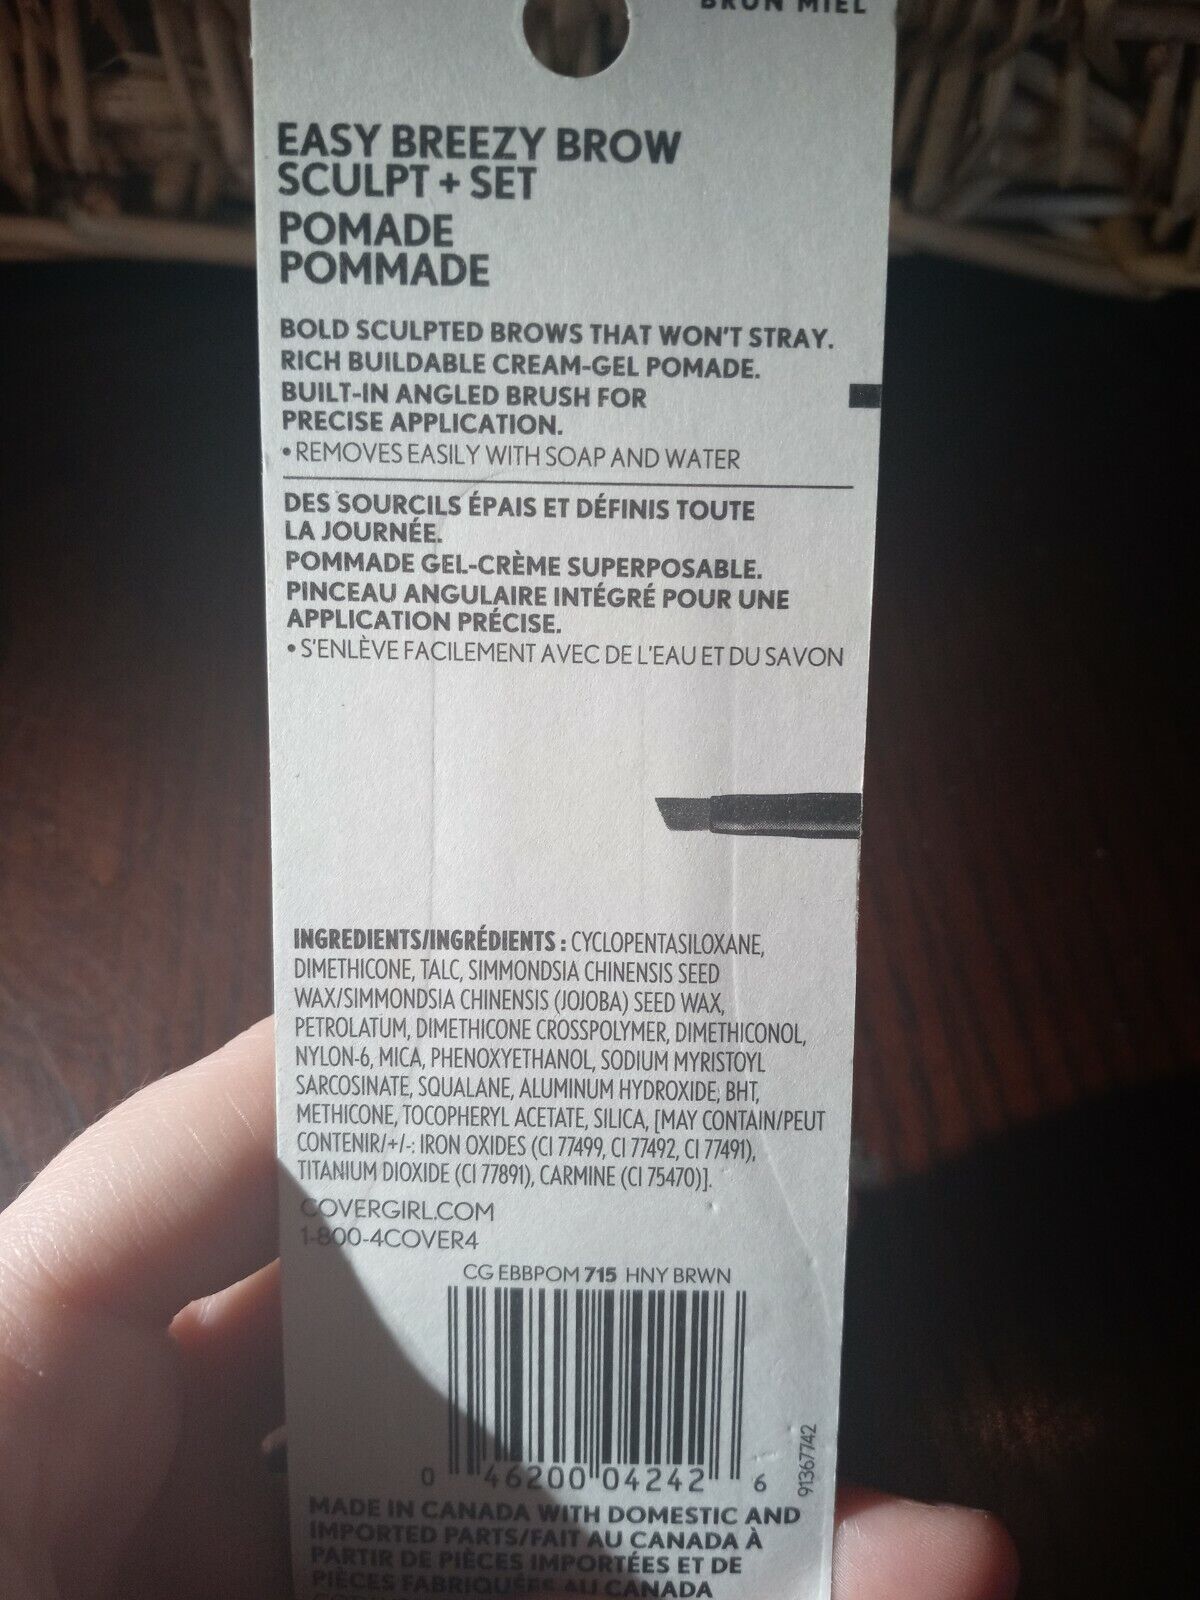 BRUN MIEL
EASY BREEZY BROW
SCULPT + SET
POMADE
POMMADE
BOLD SCULPTED BROWS THAT WON'T STRAY.
RICH BUILDABLE CREAM-GEL POMADE.
BUILT-IN ANGLED BRUSH FOR
PRECISE APPLICATION.
• REMOVES EASILY WITH SOAP AND WATER
DES SOURCILS ÉPAIS ET DÉFINIS TOUTE
LA JOURNÉE.
POMMADE GEL-CRÈME SUPERPOSABLE.
PINCEAU ANGULAIRE INTÉGRÉ POUR UNE
APPLICATION PRÉCISE.
• S'ENLÈVE FACILEMENT AVEC DE L'EAU ET DU SAVON
INGREDIENTS/INGRÉDIENTS : CYCLOPENTASILOXANE,
DIMETHICONE, TALC, SIMMONDSIA CHINENSIS SEED
WAX/SIMMONDSIA CHINENSIS (JOJOBA) SEED WAX,
PETROLATUM, DIMETHICONE CROSSPOLYMER, DIMETHICONOL,
NYLON-6, MICA, PHENOXYETHANOL, SODIUM MYRISTOYL
SARCOSINATE, SQUALANE, ALUMINUM HYDROXIDE, BHT,
METHICONE, TOCOPHERYL ACETATE, SILICA, [MAY CONTAIN/PEUT
CONTENIR/+/-: IRON OXIDES (CI 77499, CI 77492, CI 77491),
TITANIUM DIOXIDE (CI 77891), CARMINE (CI 75470)].
COVERGIRL.COM
1-800-4COVER4
CG EBBPOM 715 HNY BRWN
0 46200 04242 6
91367742
MADE IN CANADA WITH DOMESTIC AND
IMPORTED PARTS/FAIT AU CANADA À
PARTIR DE PIÈCES IMPORTÉES ET DE
PIÈCES FABRIQUÉES AU CANADA